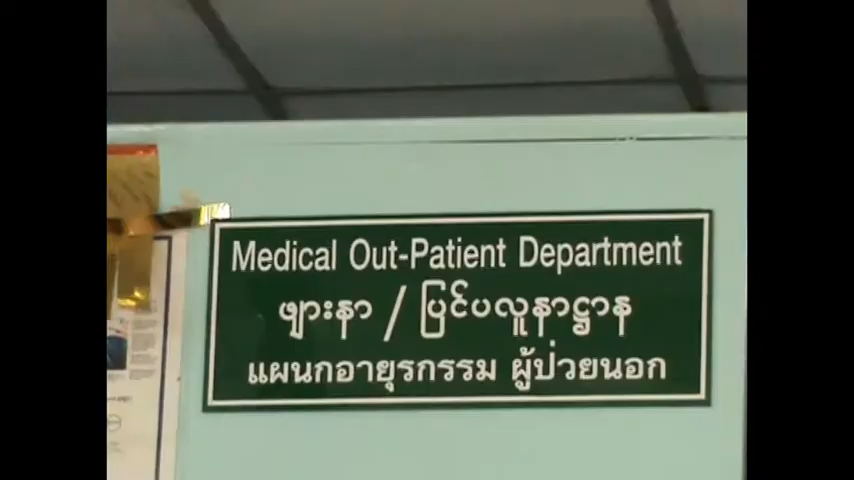 Medical Out-Patient Department
ဖျားနာ / ပြင်ပလူနာဌာန
แผนกอายุรกรรม ผู้ป่วยนอก